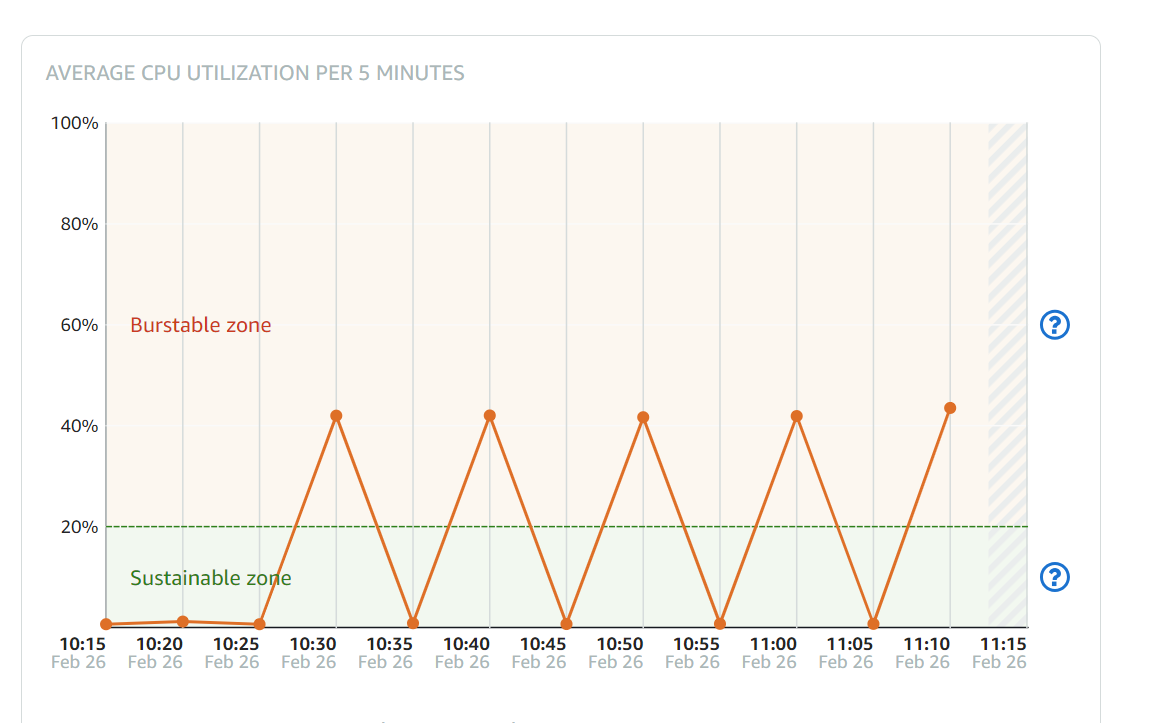 AVERAGE CPU UTILIZATION PER 5 MINUTES
100%
80%
60%
Burstable zone
?
40%
20%
Sustainable zone
?
10:15 10:20 10:25 10:30 10:35 10:40 10:45 10:50 10:55 11:00 11:05 11:10 11:15
Feb 26 Feb 26 Feb 26 Feb 26 Feb 26 Feb 26 Feb 26 Feb 26 Feb 26 Feb 26 Feb 26 Feb 26 Feb 26